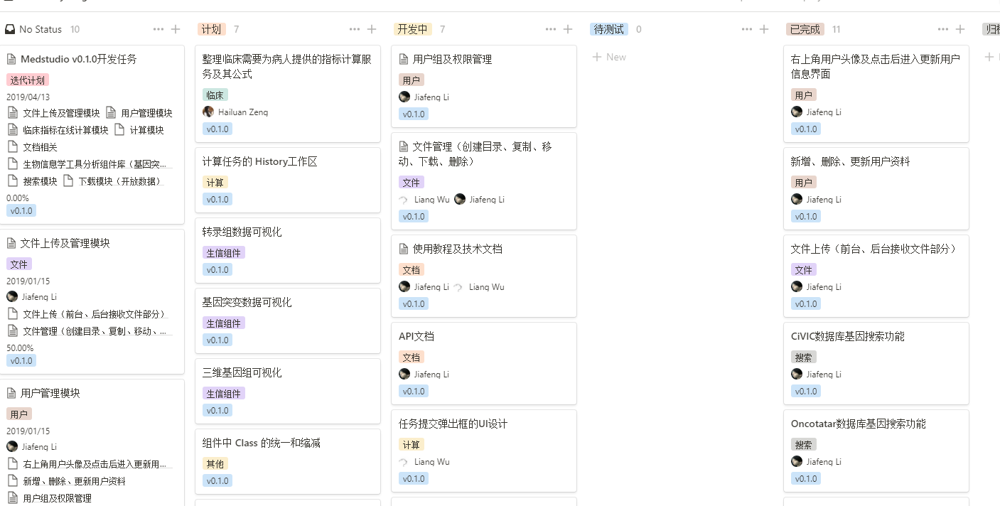 No Status 10
Medstudio v0.1.0开发任务
迭代计划
2019/04/13
文件上传及管理模块 用户管理模块
临床指标在线计算模块 计算模块
文档相关
生物信息学工具分析组件库（基因突...
搜索模块 下载模块（开放数据）
0.00%
v0.1.0
文件上传及管理模块
文件
2019/01/15
Jiafeng Li
文件上传（前台、后台接收文件部分）
文件管理（创建目录、复制、移动、...
50.00%
v0.1.0
用户管理模块
用户
2019/01/15
Jiafeng Li
右上角用户头像及点击后进入更新用...
新增、删除、更新用户资料
用户组及权限管理
计划 7
整理临床需要为病人提供的指标计算服
务及其公式
临床
Hailuan Zeng
v0.1.0
计算任务的 History工作区
计算
v0.1.0
转录组数据可视化
生信组件
v0.1.0
基因突变数据可视化
生信组件
v0.1.0
三维基因组可视化
生信组件
v0.1.0
组件中 Class 的统一和缩减
其他
v0.1.0
开发中 7
用户组及权限管理
用户
Jiafeng Li
v0.1.0
文件管理（创建目录、复制、移
动、下载、删除）
文件
Liang Wu Jiafeng Li
v0.1.0
使用教程及技术文档
文档
Jiafeng Li Liang Wu
v0.1.0
API文档
文档
Jiafeng Li
v0.1.0
任务提交弹出框的UI设计
计算
Liang Wu
v0.1.0
待测试 0
New
已完成 11
右上角用户头像及点击后进入更新用户
信息界面
用户
Jiafeng Li
v0.1.0
新增、删除、更新用户资料
用户
Jiafeng Li
v0.1.0
文件上传（前台、后台接收文件部分）
文件
Jiafeng Li
v0.1.0
CiVIC数据库基因搜索功能
搜索
Jiafeng Li
v0.1.0
Oncotatar数据库基因搜索功能
搜索
Jiafeng Li
v0.1.0